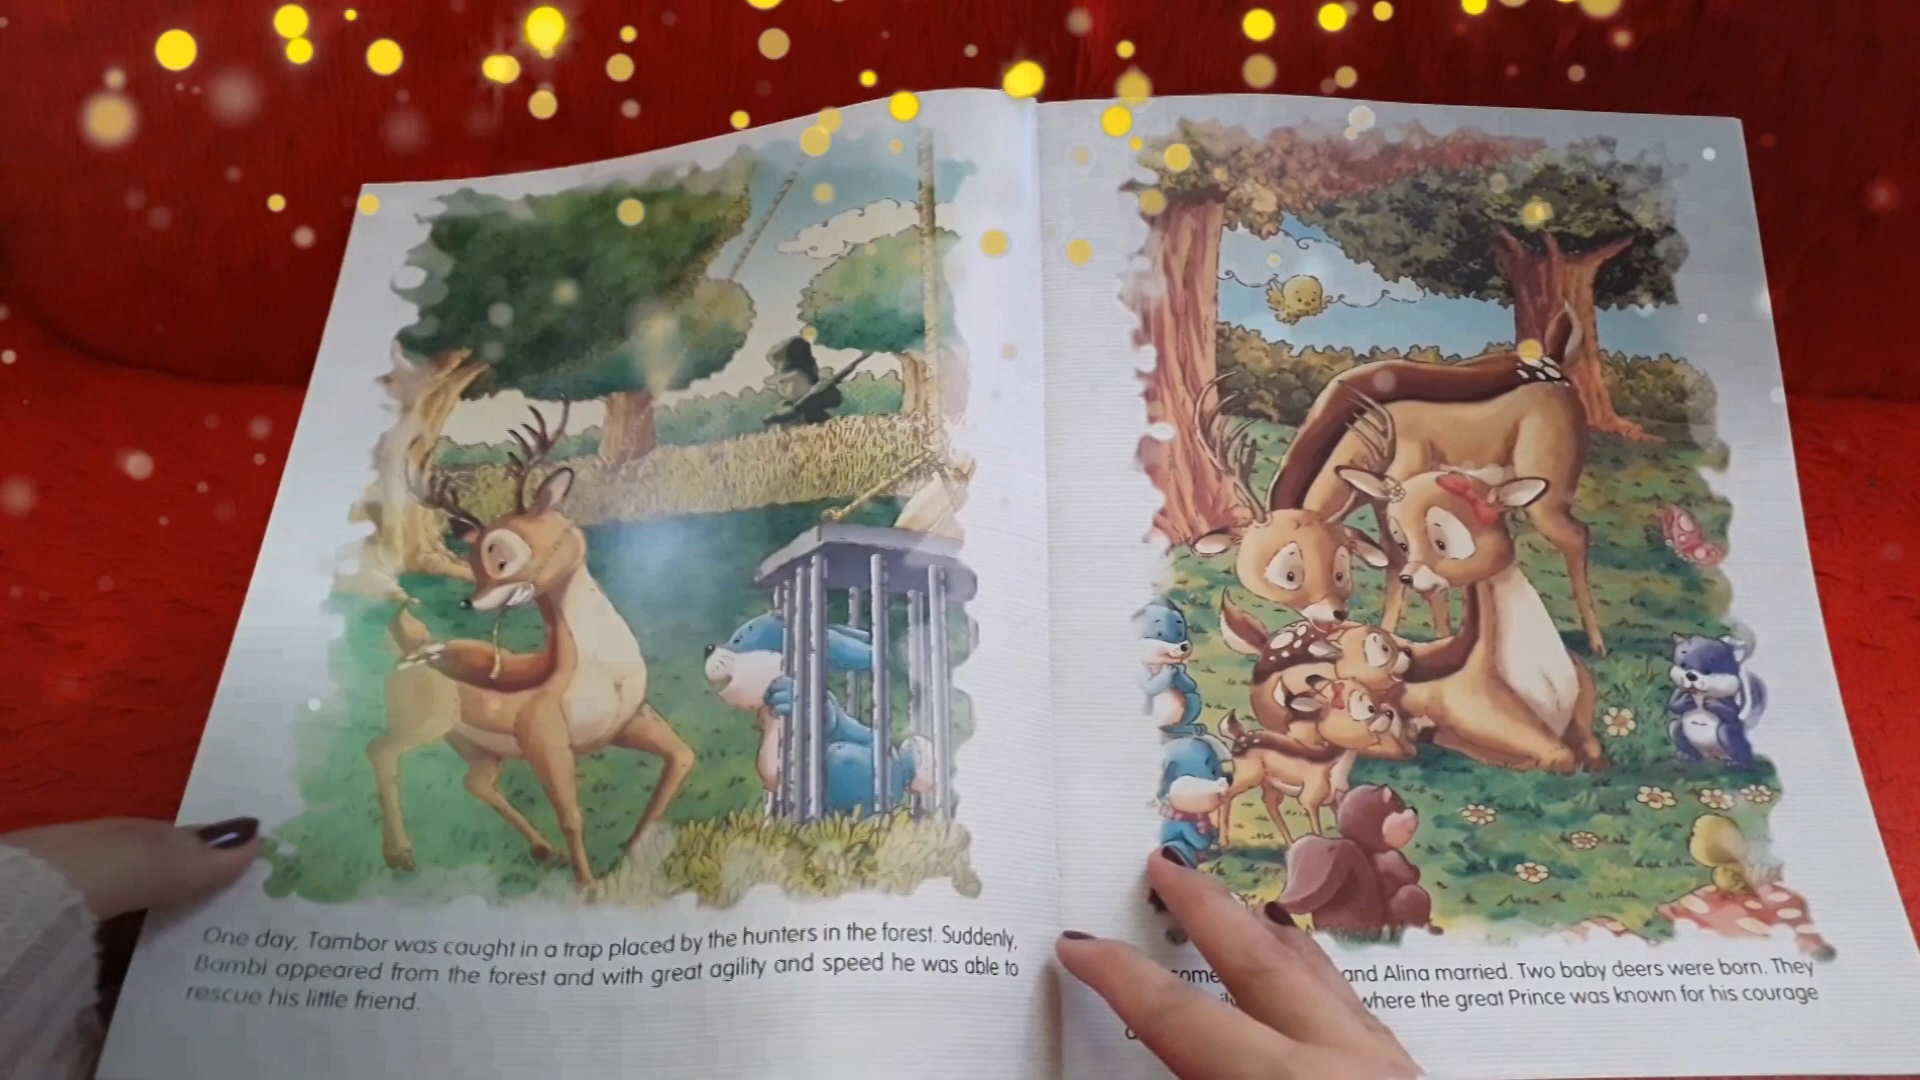 One day, Tambor was caught in a trap placed by the hunters in the forest. Suddenly,
Bambi appeared from the forest and with great agility and speed he was able to
rescue his little friend.
and Alina married. Two baby deers were born. They
where the great Prince was known for his courage